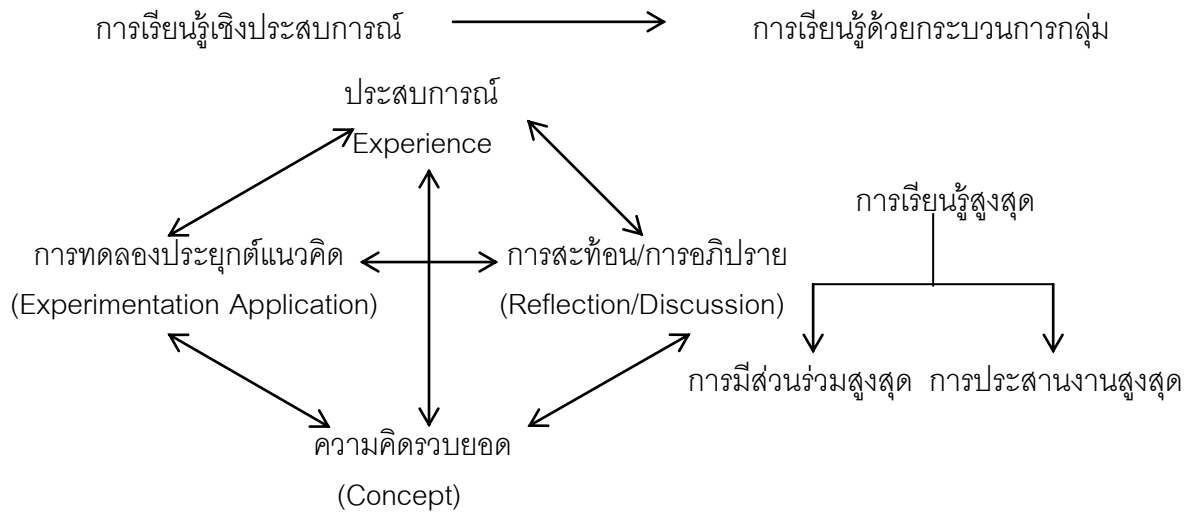 การเรียนรู้เชิงประสบการณ์ การเรียนรู้ด้วยกระบวนการกลุ่ม
ประสบการณ์
Experience
การเรียนรู้สูงสุด
การทดลองประยุกต์แนวคิด การสะท้อน/การอภิปราย
(Experimentation Application) (Reflection/Discussion)
การมีส่วนร่วมสูงสุด การประสานงานสูงสุด
ความคิดรวบยอด
(Concept)